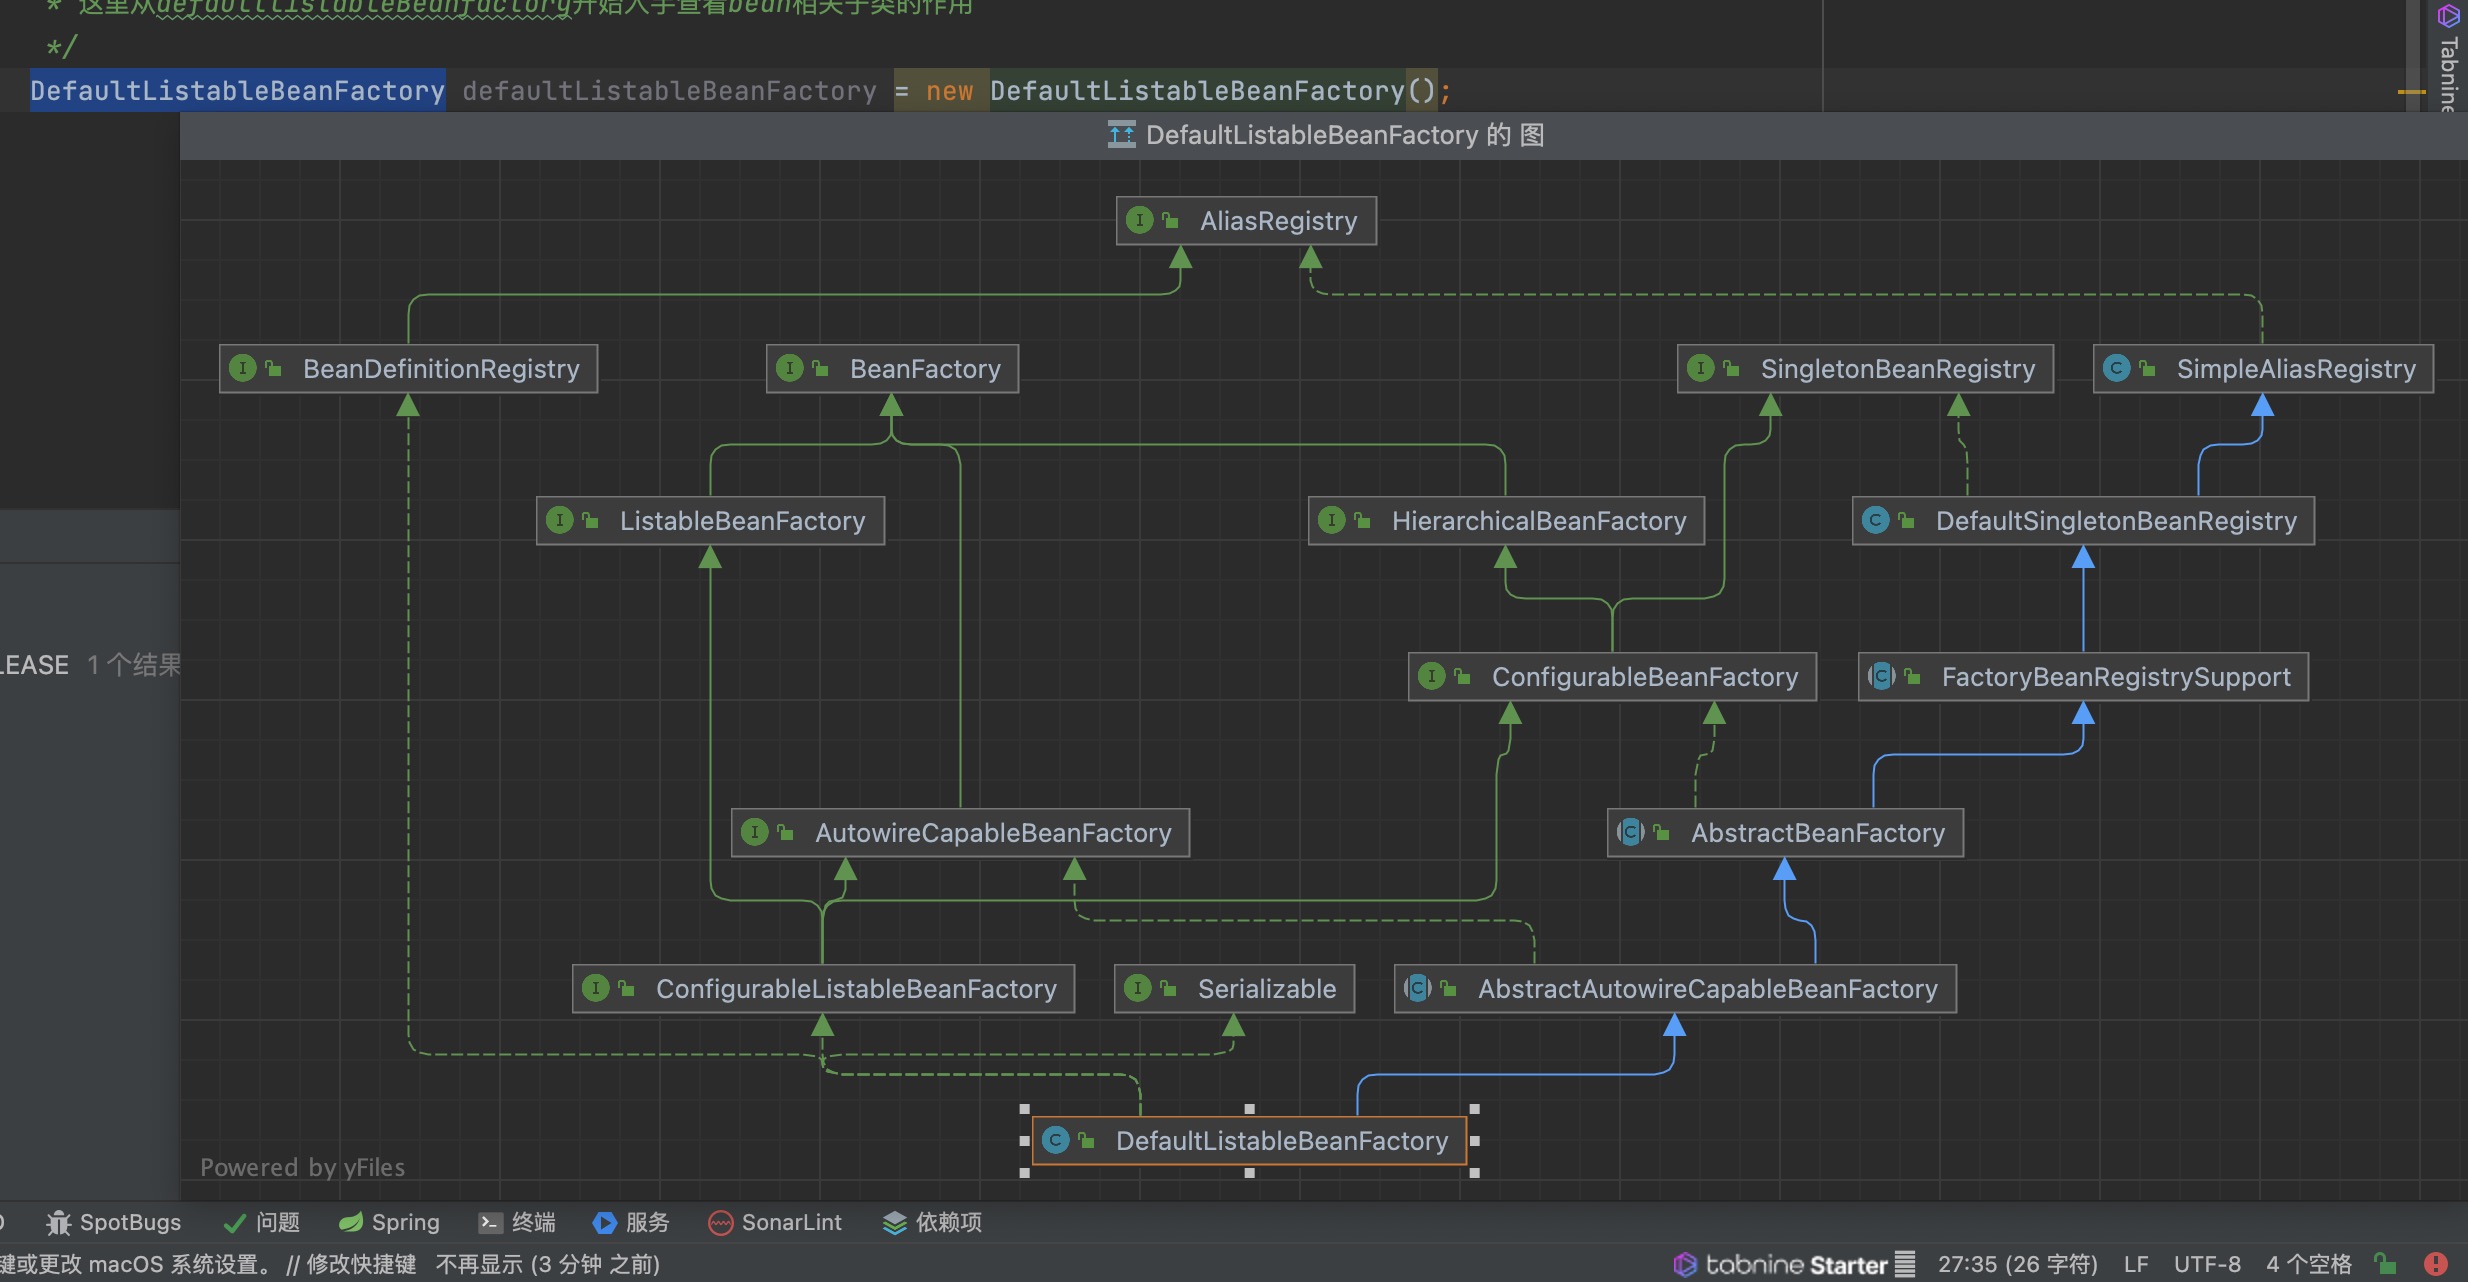 * 这里从defaultlistableBeanfactory开始入手查看bean相关子类的作用
*/
DefaultListableBeanFactory defaultListableBeanFactory = new DefaultListableBeanFactory();
Tabnine
DefaultListableBeanFactory 的 图
AliasRegistry
BeanDefinitionRegistry
BeanFactory
SingletonBeanRegistry
SimpleAliasRegistry
ListableBeanFactory
HierarchicalBeanFactory
DefaultSingletonBeanRegistry
LEASE 1 个结果
ConfigurableBeanFactory
FactoryBeanRegistrySupport
AutowireCapableBeanFactory
AbstractBeanFactory
ConfigurableListableBeanFactory
Serializable
AbstractAutowireCapableBeanFactory
DefaultListableBeanFactory
Powered by yFiles
SpotBugs 问题 Spring 终端 服务 SonarLint 依赖项
键或更改 macOS 系统设置。 // 修改快捷键 不再显示 (3 分钟 之前)
tabnine Starter 27:35 (26 字符) LF UTF-8 4 个空格